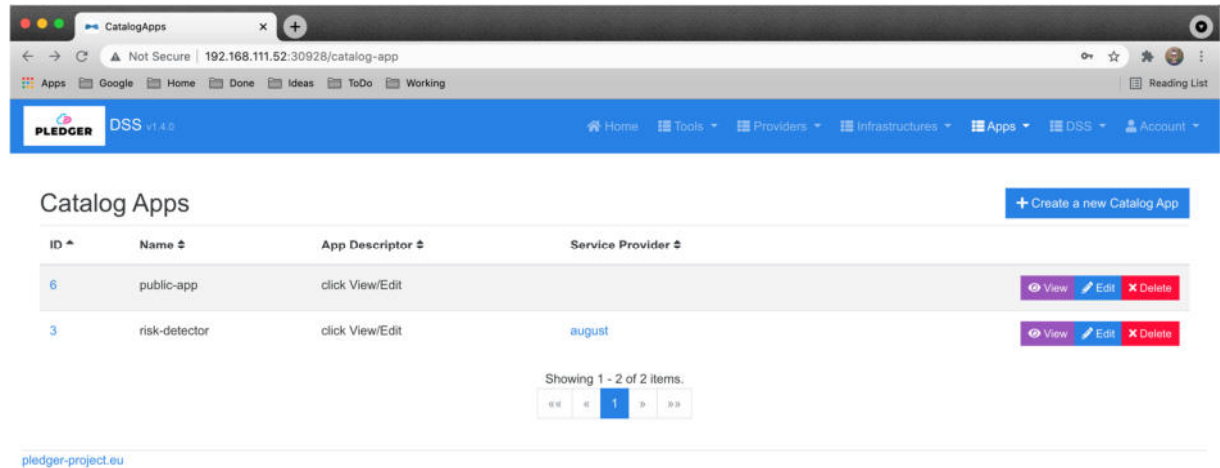 CatalogApps
Not Secure | 192.168.111.52:30928/catalog-app
Apps Google Home Done Ideas ToDo Working Reading List
PLEDGER DSS v1.4.0 Home Tools Providers Infrastructures Apps DSS Account
Catalog Apps + Create a new Catalog App
ID Name App Descriptor Service Provider
6 public-app click View/Edit View Edit Delete
3 risk-detector click View/Edit august View Edit Delete
Showing 1 - 2 of 2 items.
«« « 1 » »»
pledger-project.eu